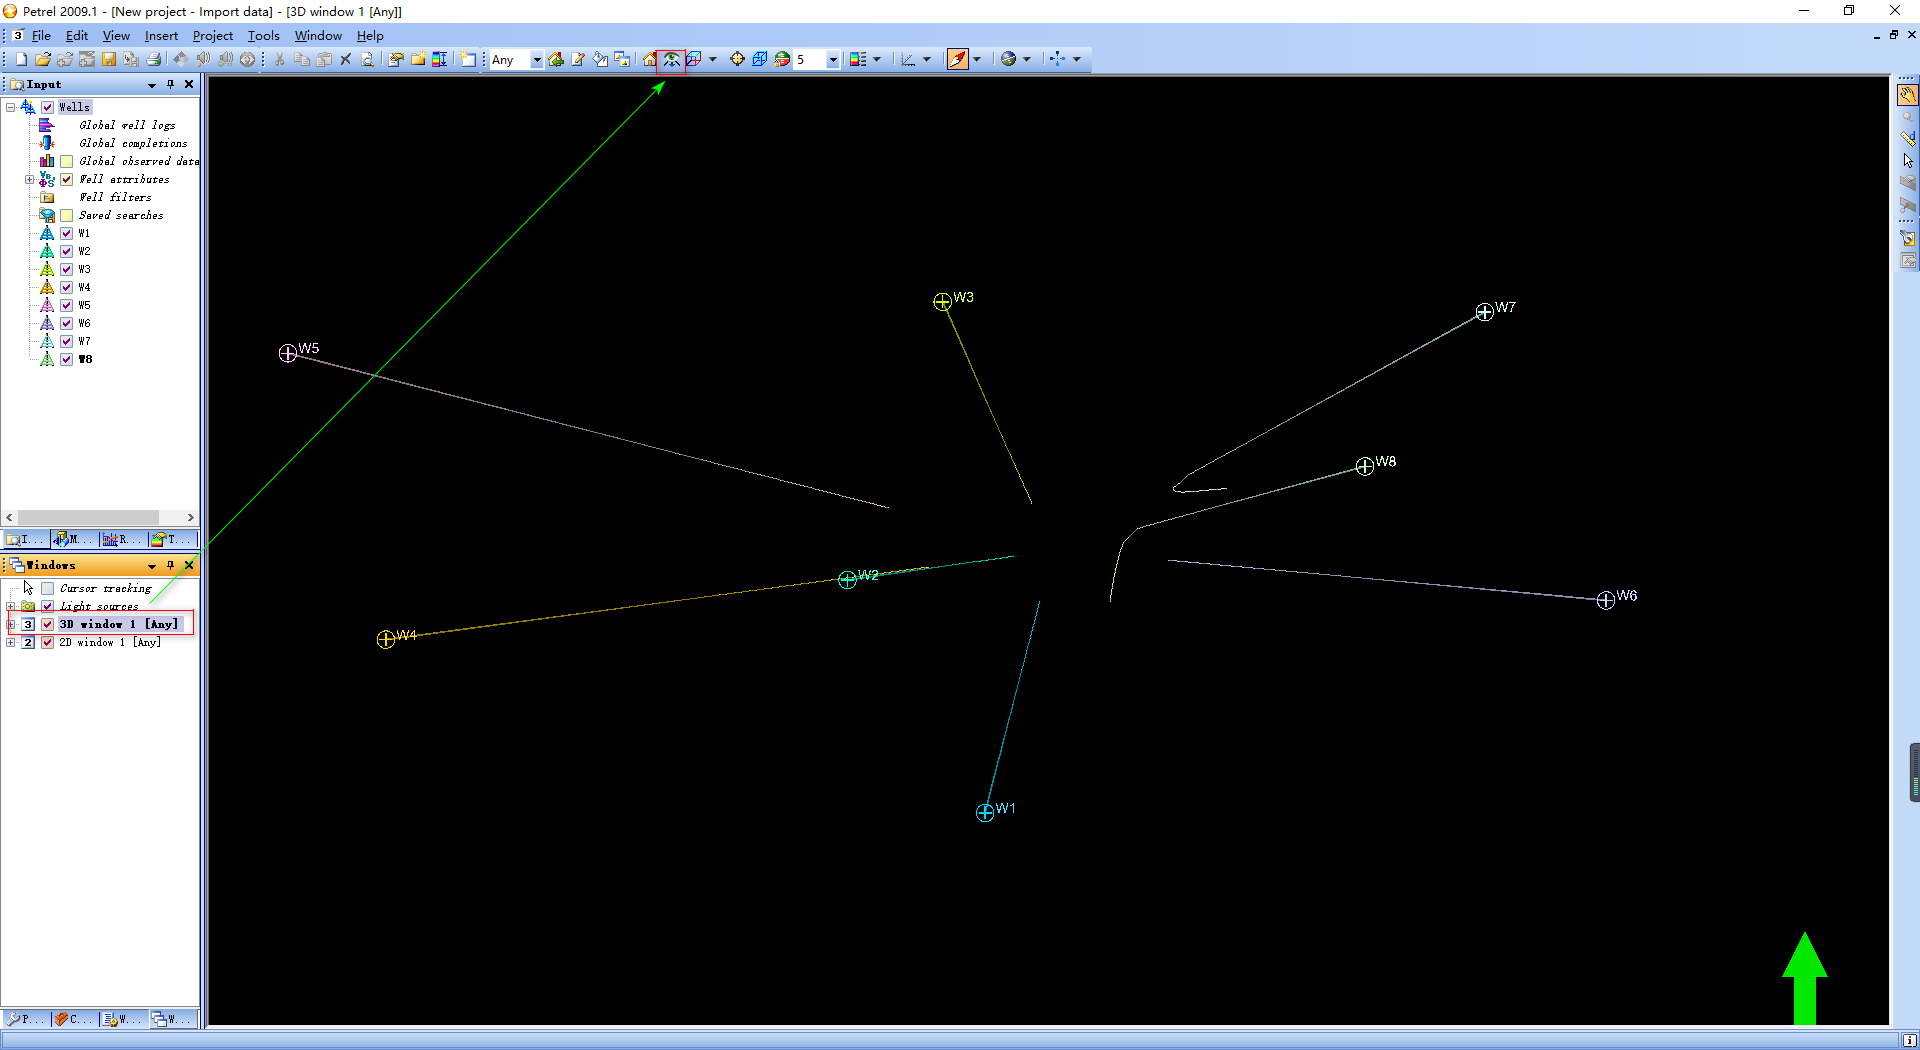 Petrel 2009.1 - [New project - Import data] - [3D window 1 [Any]]
3 File Edit View Insert Project Tools Window Help
Any 5
Input
Wells
Global well logs
Global completions
Global observed data
Well attributes
Well filters
Saved searches
W1
W2
W3
W4
W5
W6
W7
W8
I... M... R... T...
Windows
Cursor tracking
Light sources
3 3D window 1 [Any]
2 2D window 1 [Any]
P... C... W... W...
W3
W7
W5
W8
W2
W6
W4
W1